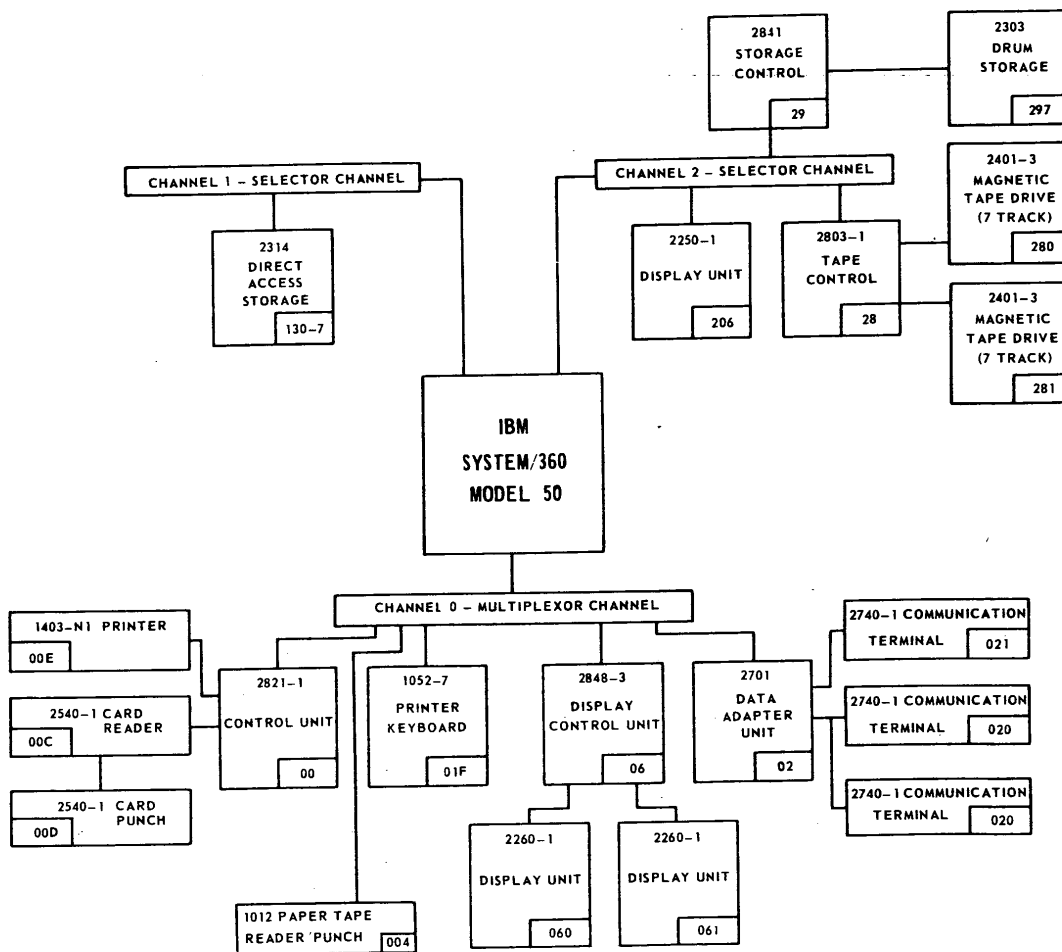 2841
STORAGE
CONTROL
29
2303
DRUM
STORAGE
297
CHANNEL 1 - SELECTOR CHANNEL
CHANNEL 2 - SELECTOR CHANNEL
2401-3
MAGNETIC
TAPE DRIVE
(7 TRACK)
280
2314
DIRECT
ACCESS
STORAGE
130-7
2250-1
DISPLAY UNIT
206
2803-1
TAPE
CONTROL
28
2401-3
MAGNETIC
TAPE DRIVE
(7 TRACK)
281
IBM
SYSTEM/360
MODEL 50
CHANNEL 0 - MULTIPLEXOR CHANNEL
1403-N1 PRINTER
00E
2540-1 CARD
READER
00C
2540-1 CARD
PUNCH
00D
2821-1
CONTROL UNIT
00
1052-7
PRINTER
KEYBOARD
01F
2848-3
DISPLAY
CONTROL UNIT
06
2701
DATA
ADAPTER
UNIT
02
2740-1 COMMUNICATION
TERMINAL
021
2740-1 COMMUNICATION
TERMINAL
020
2740-1 COMMUNICATION
TERMINAL
020
1012 PAPER TAPE
READER PUNCH
004
2260-1
DISPLAY UNIT
060
2260-1
DISPLAY UNIT
061